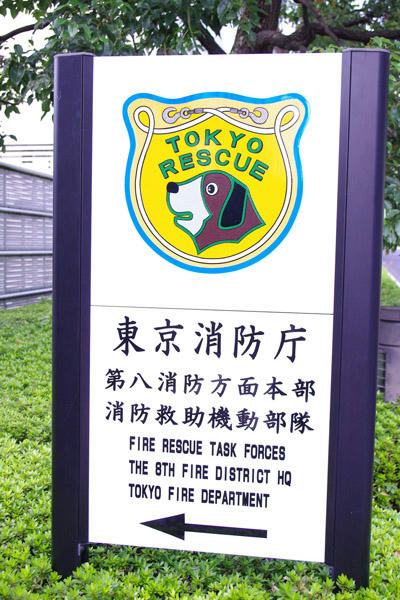 TOKYO
RESCUE
東京消防庁
第八消防方面本部
消防救助機動部隊
FIRE RESCUE TASK FORCES
THE 8TH FIRE DISTRICT HQ
TOKYO FIRE DEPARTMENT